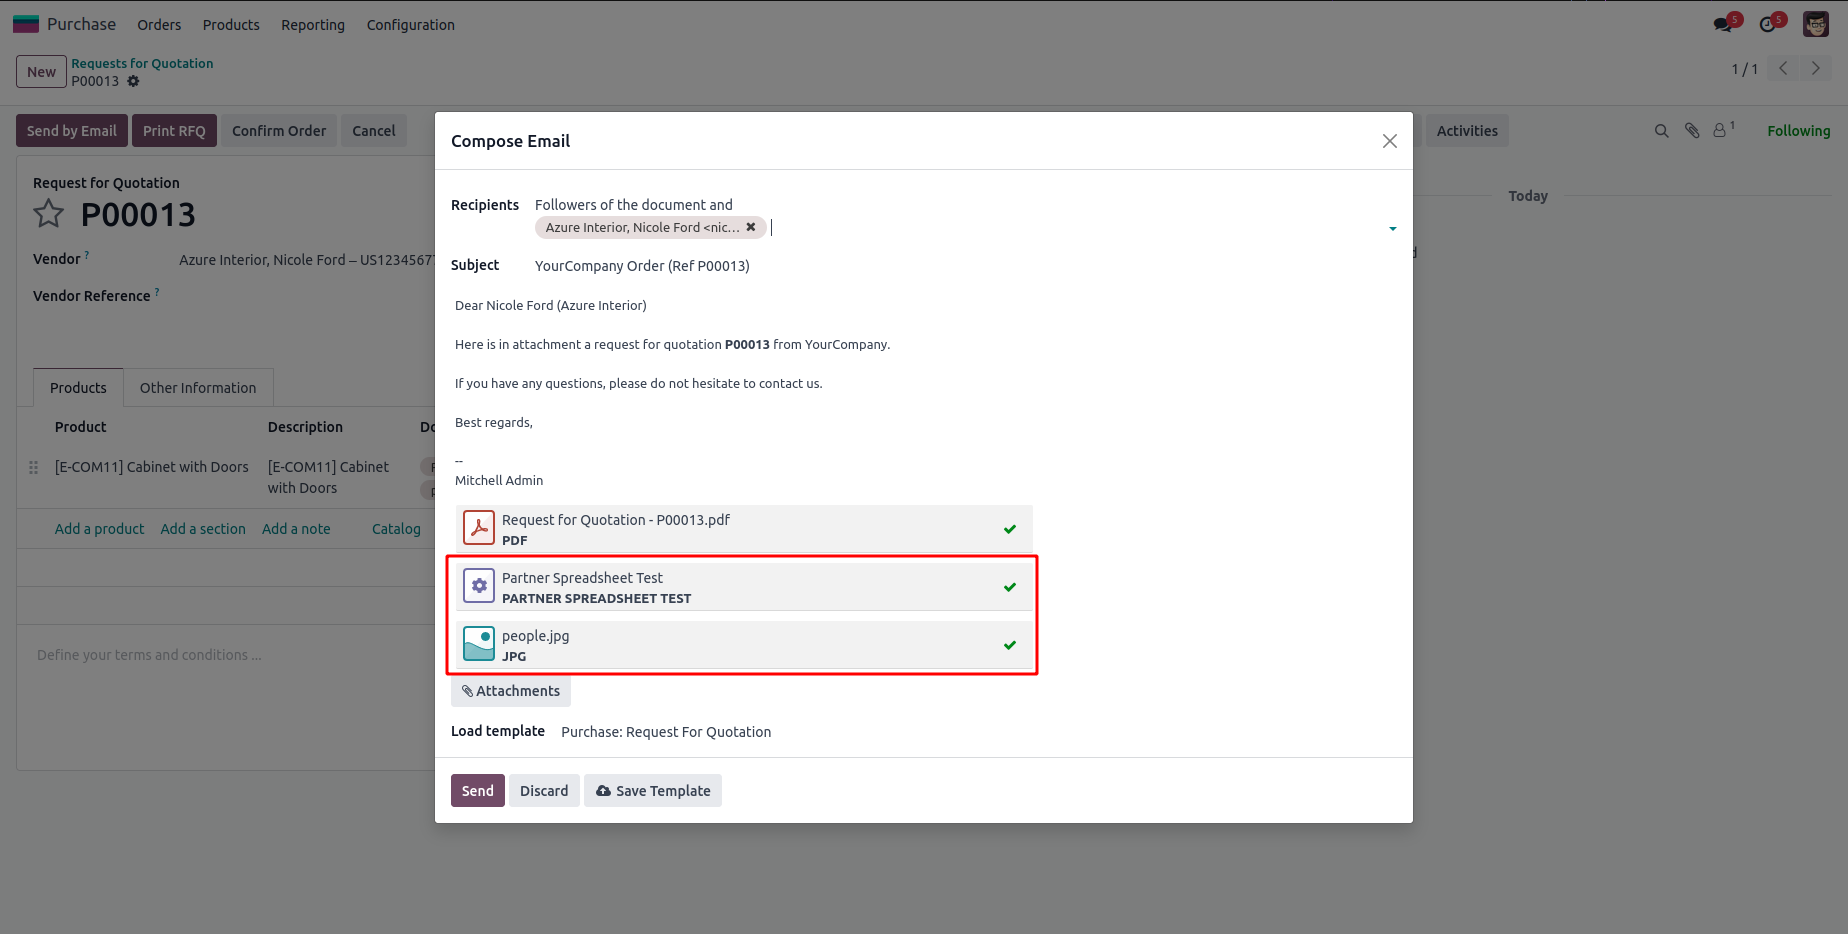 Purchase Orders Products Reporting Configuration 5 5
New Requests for Quotation
P00013 1 / 1
Send by Email Print RFQ Confirm Order Cancel Activities 1 Following
Request for Quotation
P00013
Vendor ? Azure Interior, Nicole Ford – US1234567
Vendor Reference ?
Products Other Information
Product Description
[E-COM11] Cabinet with Doors [E-COM11] Cabinet
with Doors
Add a product Add a section Add a note Catalog
Define your terms and conditions ...
Today
Compose Email
Recipients Followers of the document and
Azure Interior, Nicole Ford <nic...
Subject YourCompany Order (Ref P00013)
Dear Nicole Ford (Azure Interior)
Here is in attachment a request for quotation P00013 from YourCompany.
If you have any questions, please do not hesitate to contact us.
Best regards,
--
Mitchell Admin
Request for Quotation - P00013.pdf
PDF
Partner Spreadsheet Test
PARTNER SPREADSHEET TEST
people.jpg
JPG
Attachments
Load template Purchase: Request For Quotation
Send Discard Save Template